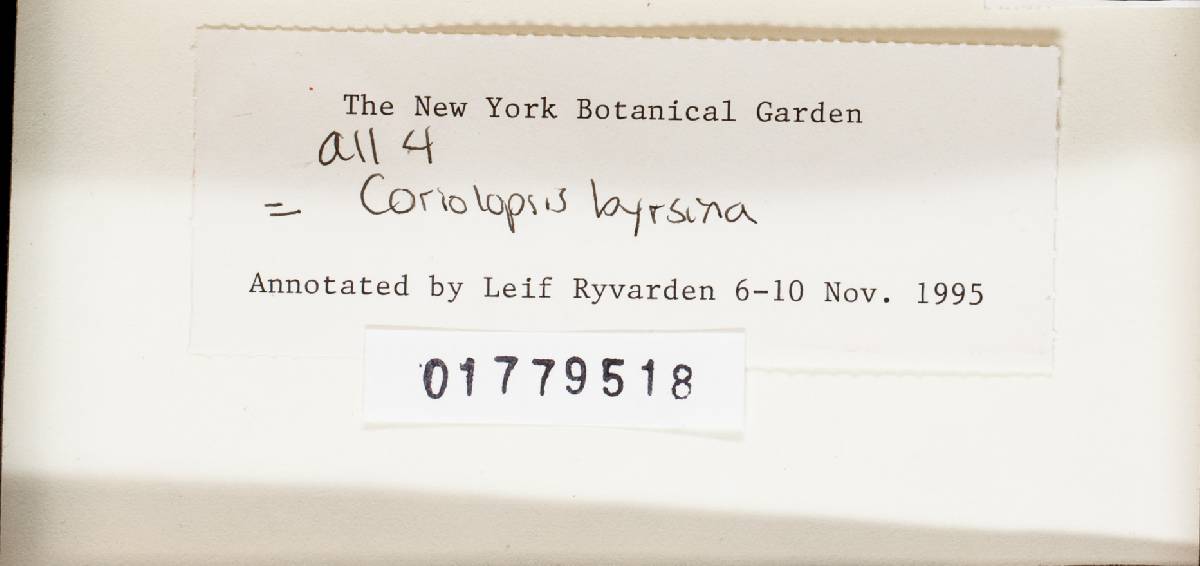 The New York Botanical Garden
all 4
= Coriolopsis byrsina
Annotated by Leif Ryvarden 6-10 Nov. 1995
01779518